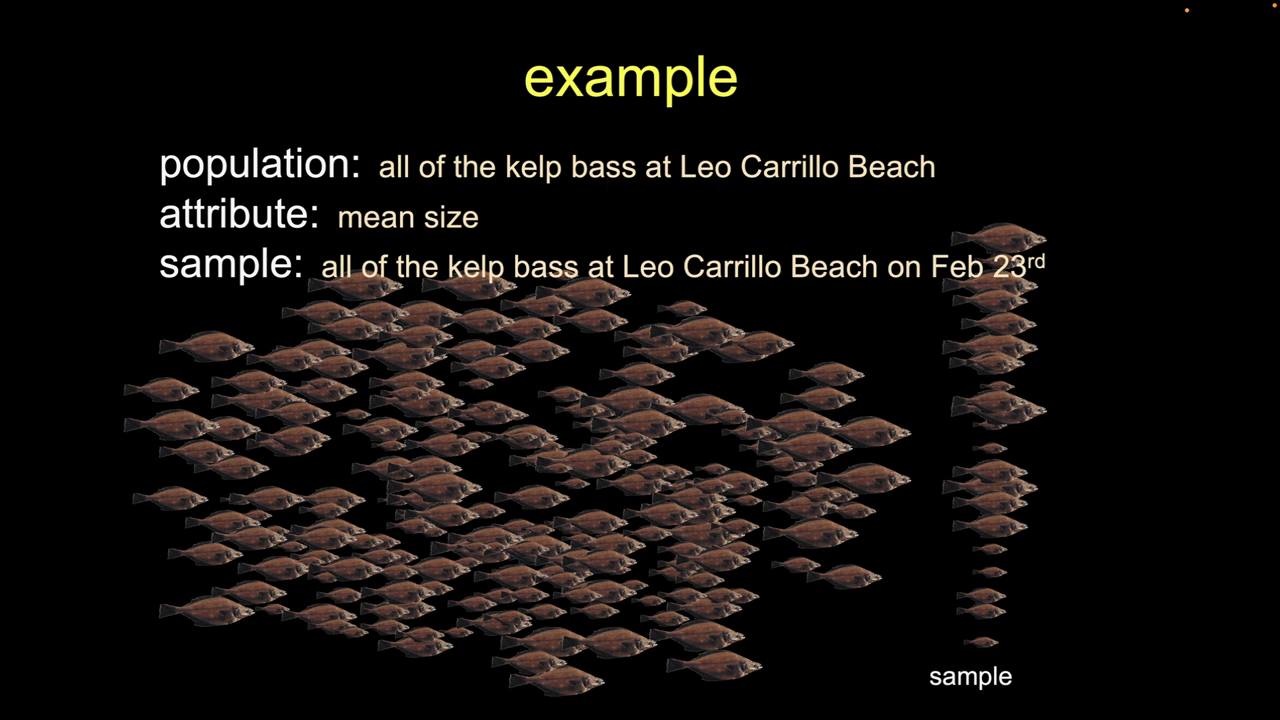 example
population: all of the kelp bass at Leo Carrillo Beach
attribute: mean size
sample: all of the kelp bass at Leo Carrillo Beach on Feb 23rd
sample